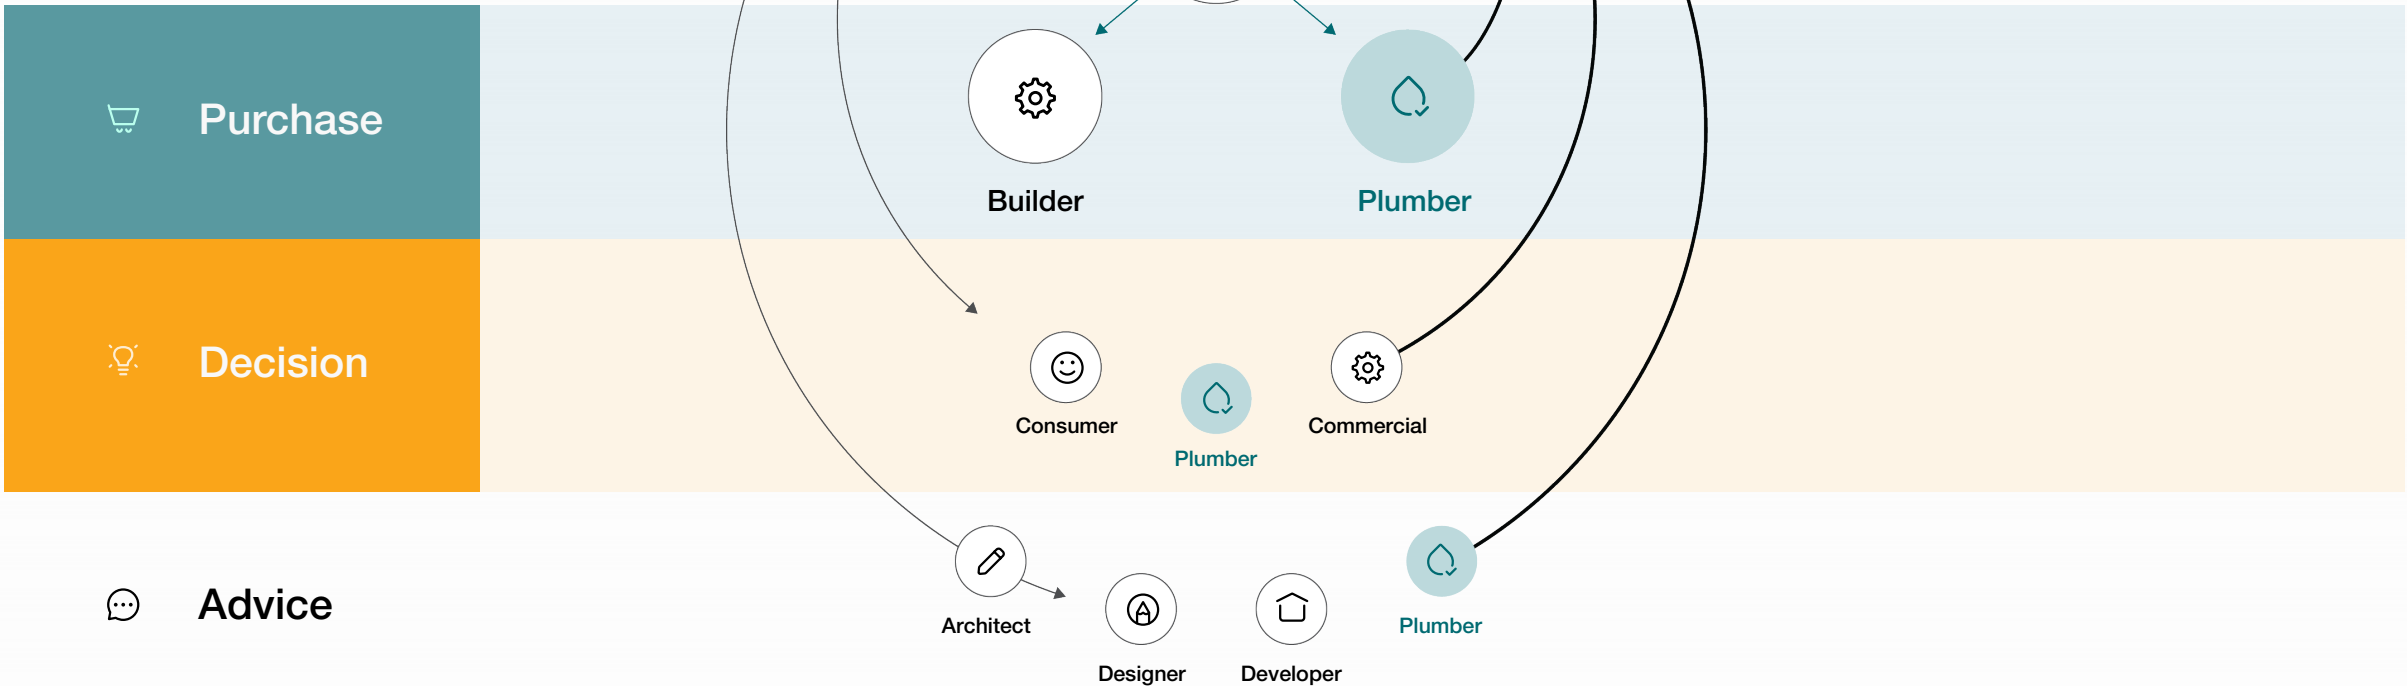 Purchase
Builder
Plumber
Decision
Consumer
Plumber
Commercial
Advice
Architect
Designer
Developer
Plumber